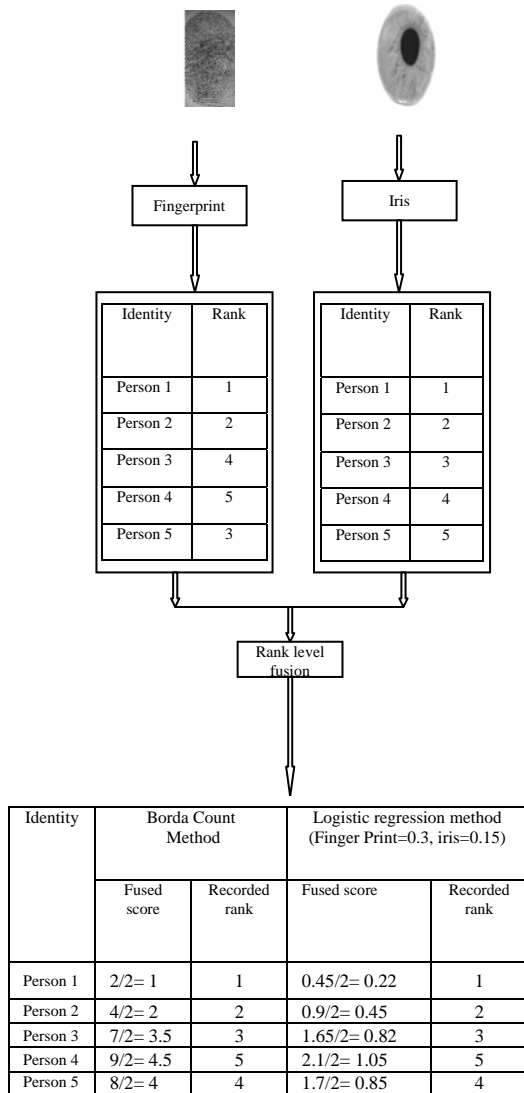 Fingerprint
Iris
Identity Rank
Person 1 1
Person 2 2
Person 3 4
Person 4 5
Person 5 3
Identity Rank
Person 1 1
Person 2 2
Person 3 3
Person 4 4
Person 5 5
Rank level
fusion
Identity Borda Count Logistic regression method
Method (Finger Print=0.3, iris=0.15)
Fused Recorded Fused score Recorded
score rank rank
Person 1 2/2= 1 1 0.45/2= 0.22 1
Person 2 4/2= 2 2 0.9/2= 0.45 2
Person 3 7/2= 3.5 3 1.65/2= 0.82 3
Person 4 9/2= 4.5 5 2.1/2= 1.05 5
Person 5 8/2= 4 4 1.7/2= 0.85 4